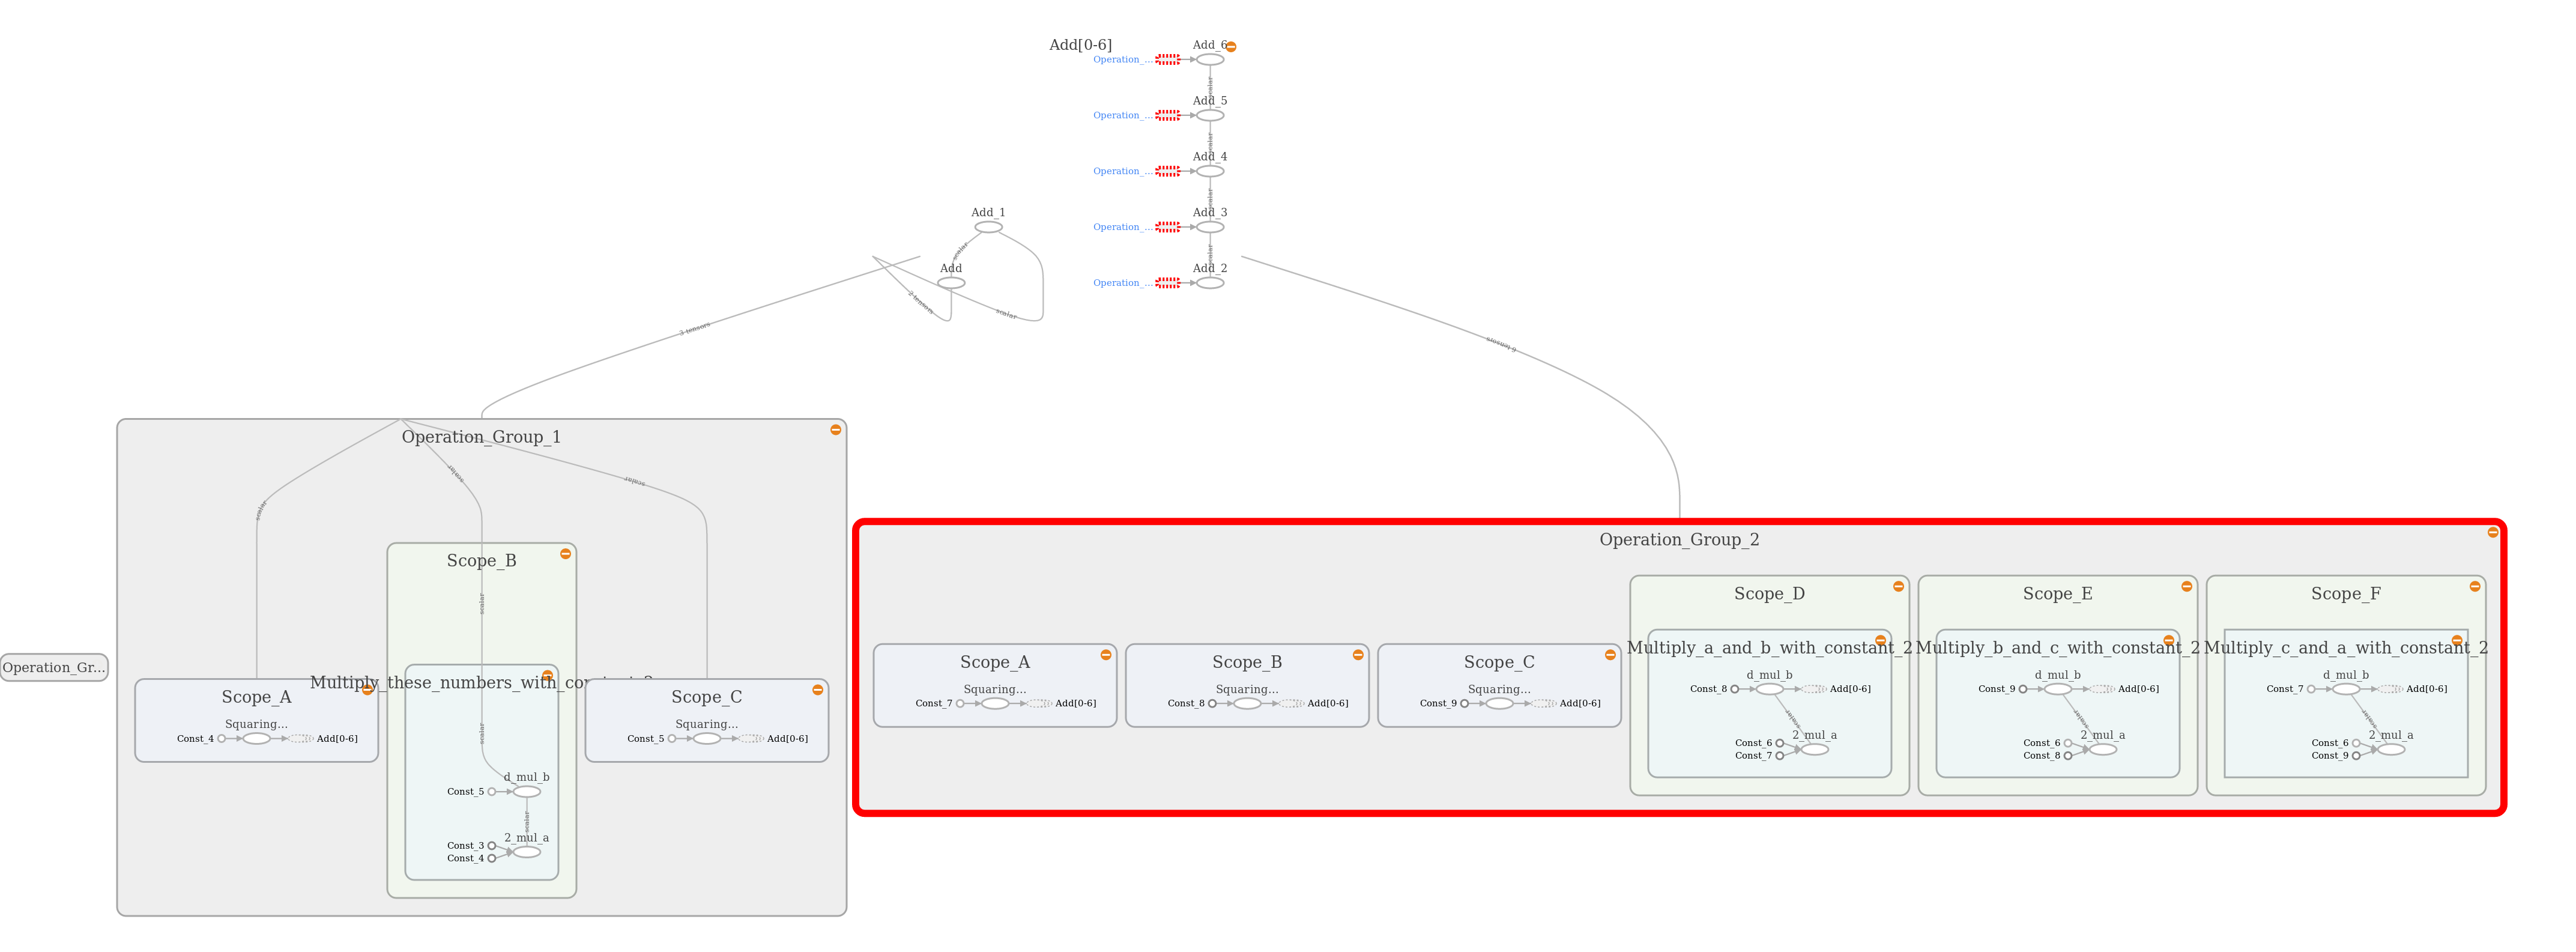 Add[0-6]
Add_6
Operation_...
scalar
Add_5
Operation_...
scalar
Add_4
Operation_...
scalar
Add_3
Operation_...
scalar
Add_2
Operation_...
Add_1
scalar
Add
2 tensors
scalar
3 tensors
6 tensors
Operation_Gr...
Operation_Group_1
scalar
scalar
scalar
Scope_A
Squaring...
Const_4
Add[0-6]
Scope_B
scalar
Multiply_these_numbers_with_con
scalar
d_mul_b
Const_5
scalar
2_mul_a
Const_3
Const_4
Scope_C
Squaring...
Const_5
Add[0-6]
Operation_Group_2
Scope_A
Squaring...
Const_7
Add[0-6]
Scope_B
Squaring...
Const_8
Add[0-6]
Scope_C
Squaring...
Const_9
Add[0-6]
Scope_D
Multiply_a_and_b_with_constant_2
d_mul_b
Const_8
Add[0-6]
scalar
2_mul_a
Const_6
Const_7
Scope_E
Multiply_b_and_c_with_constant_2
d_mul_b
Const_9
Add[0-6]
scalar
2_mul_a
Const_6
Const_8
Scope_F
Multiply_c_and_a_with_constant_2
d_mul_b
Const_7
Add[0-6]
scalar
2_mul_a
Const_6
Const_9